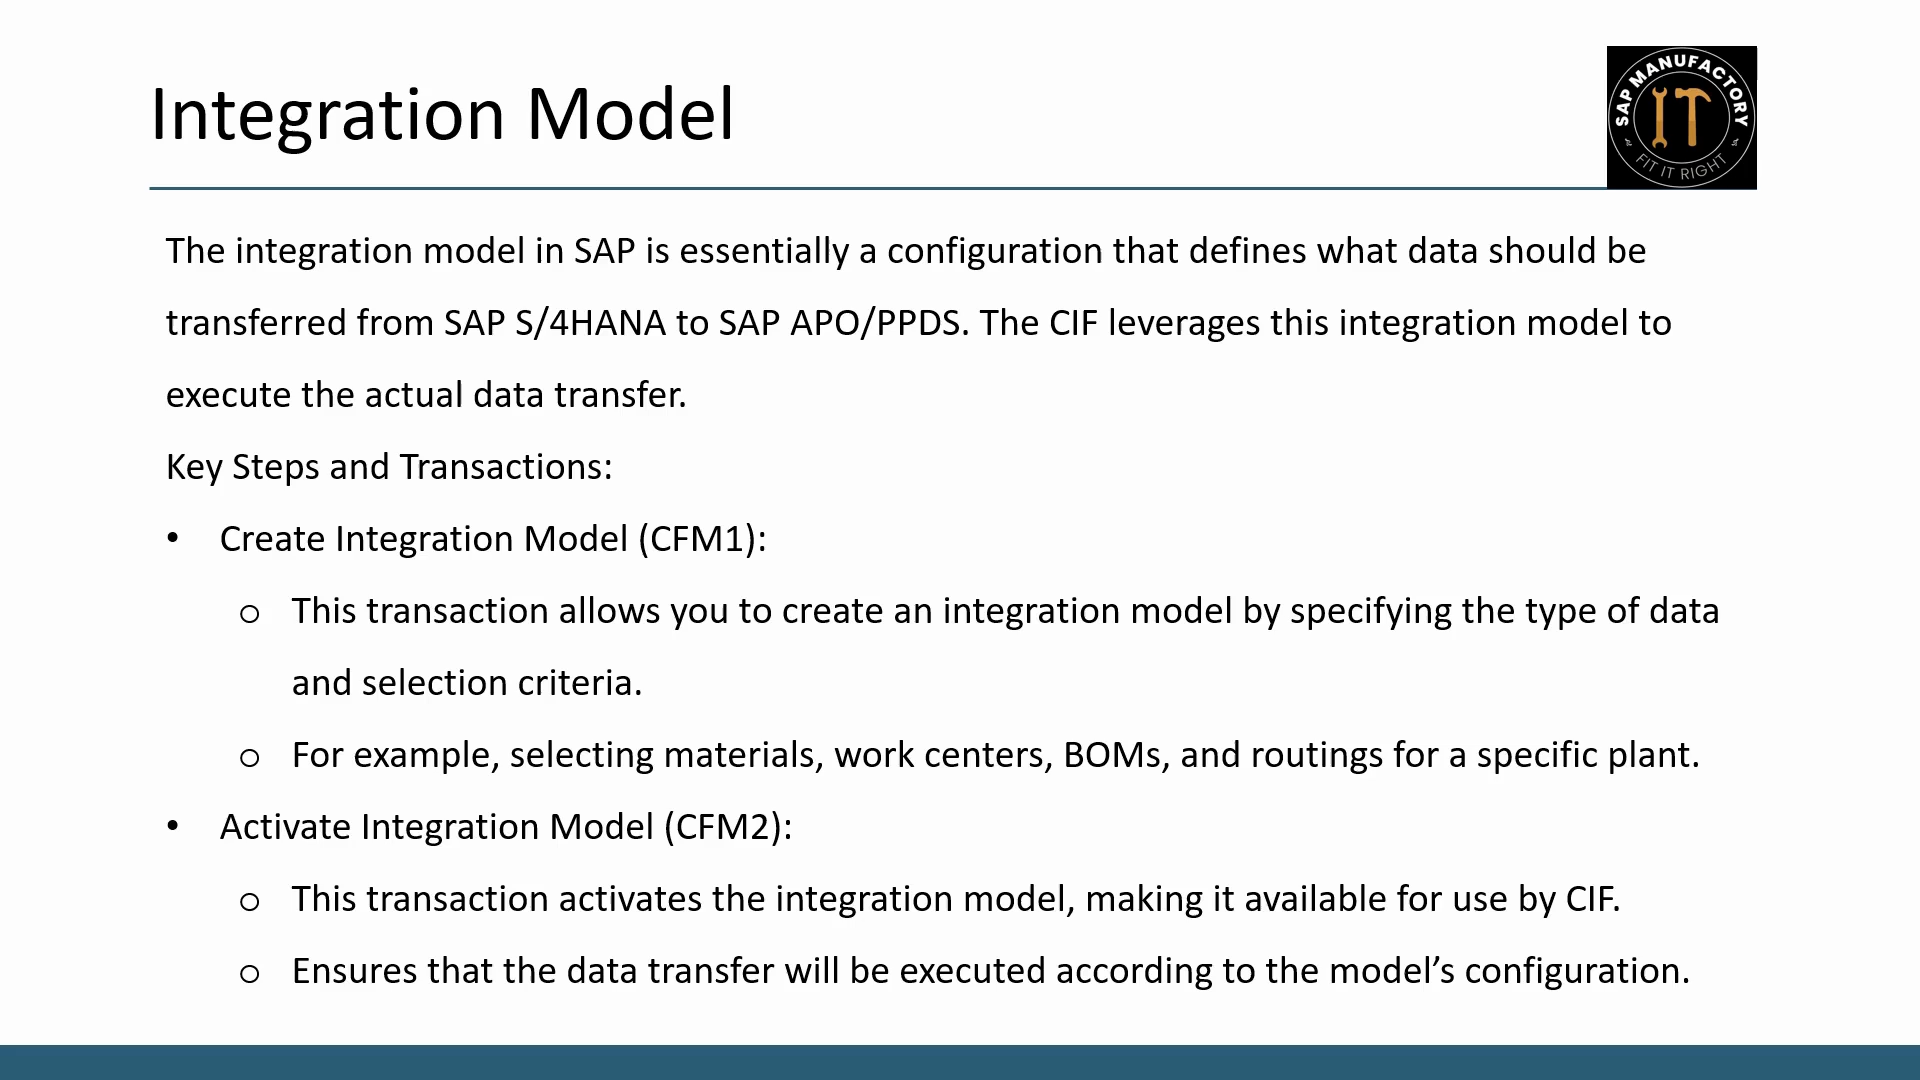 Integration Model
SAP MANUFACTORY
IT
FIT IT RIGHT
The integration model in SAP is essentially a configuration that defines what data should be
transferred from SAP S/4HANA to SAP APO/PPDS. The CIF leverages this integration model to
execute the actual data transfer.
Key Steps and Transactions:
• Create Integration Model (CFM1):
o This transaction allows you to create an integration model by specifying the type of data
and selection criteria.
o For example, selecting materials, work centers, BOMs, and routings for a specific plant.
• Activate Integration Model (CFM2):
o This transaction activates the integration model, making it available for use by CIF.
o Ensures that the data transfer will be executed according to the model’s configuration.